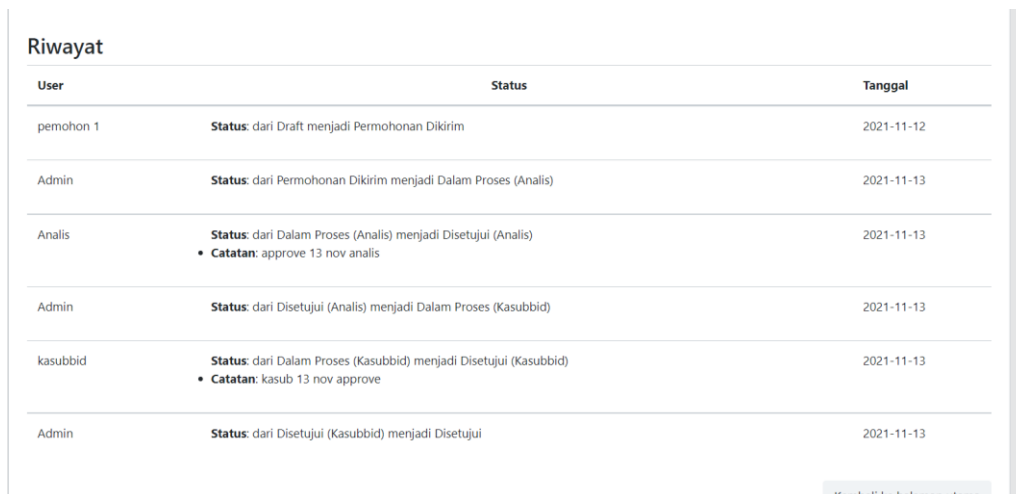 Riwayat
User Status Tanggal
pemohon 1 Status: dari Draft menjadi Permohonan Dikirim 2021-11-12
Admin Status: dari Permohonan Dikirim menjadi Dalam Proses (Analis) 2021-11-13
Analis Status: dari Dalam Proses (Analis) menjadi Disetujui (Analis) 2021-11-13
• Catatan: approve 13 nov analis
Admin Status: dari Disetujui (Analis) menjadi Dalam Proses (Kasubbid) 2021-11-13
kasubbid Status: dari Dalam Proses (Kasubbid) menjadi Disetujui (Kasubbid) 2021-11-13
• Catatan: kasub 13 nov approve
Admin Status: dari Disetujui (Kasubbid) menjadi Disetujui 2021-11-13